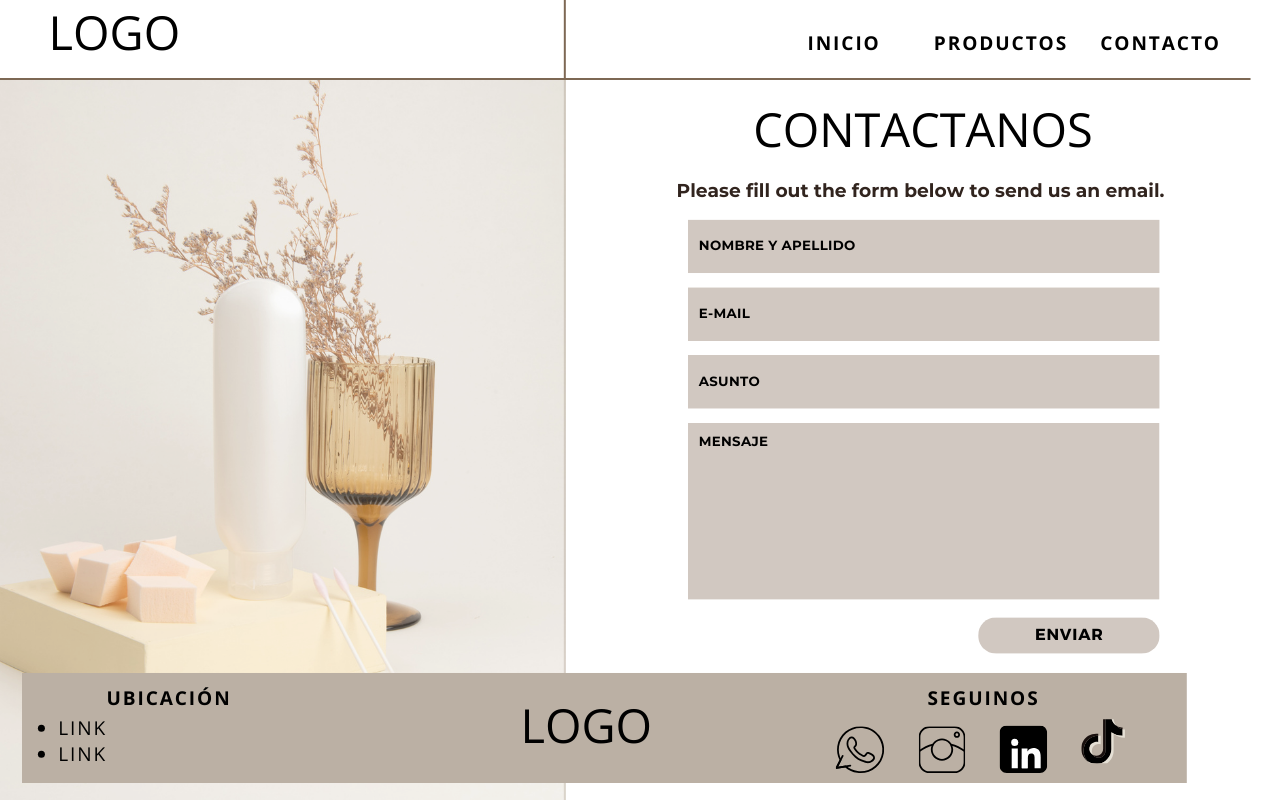 LOGO
INICIO PRODUCTOS CONTACTO
CONTACTANOS
Please fill out the form below to send us an email.
NOMBRE Y APELLIDO
E-MAIL
ASUNTO
MENSAJE
ENVIAR
UBICACIÓN
LINK
LINK
LOGO
SEGUINOS
in